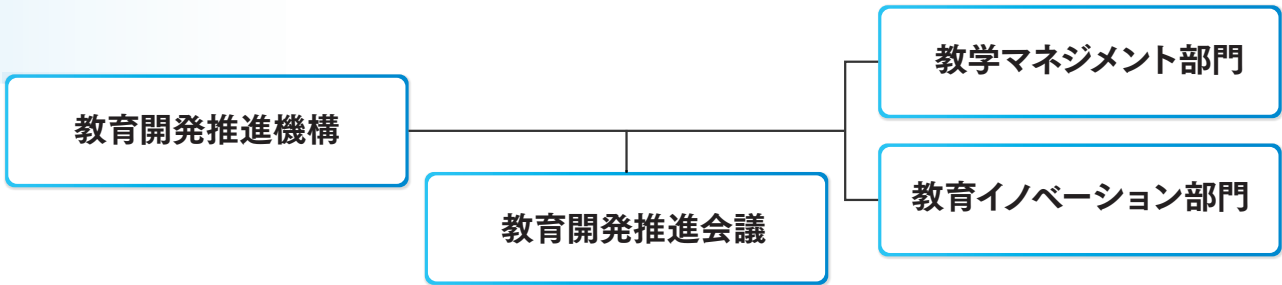 教育開発推進機構
教育開発推進会議
教学マネジメント部門
教育イノベーション部門